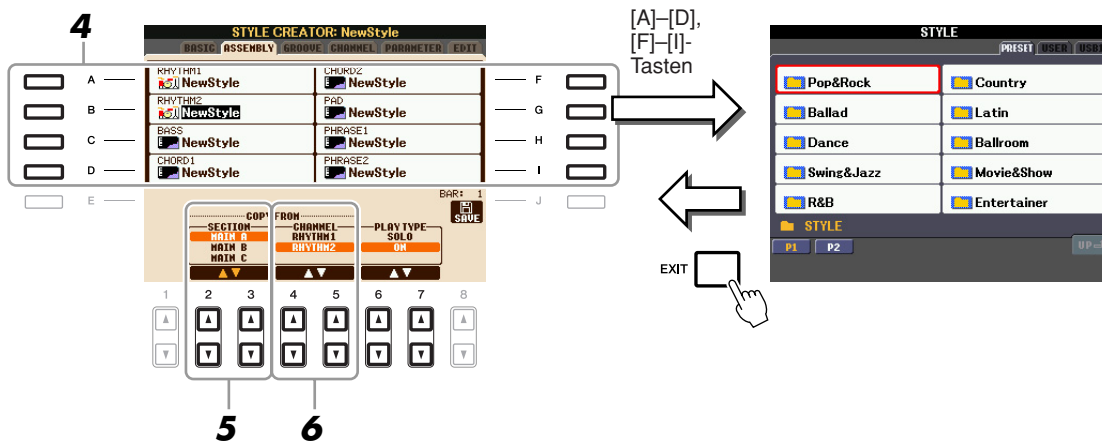 4
STYLE CREATOR: NewStyle
BASIC ASSEMBLY GROOVE CHANNEL PARAMETER EDIT
A
RHYTHM1
NewStyle
CHORD2
NewStyle
F
B
RHYTHM2
NewStyle
PAD
NewStyle
G
C
BASS
NewStyle
PHRASE1
NewStyle
H
D
CHORD1
NewStyle
PHRASE2
NewStyle
I
E
BAR: 1
J
SAVE
COPY FROM
SECTION
CHANNEL
PLAY TYPE
MAIN A
RHYTHM1
SOLO
MAIN B
RHYTHM2
ON
MAIN C
1 2 3 4 5 6 7 8
5
6
[A]–[D],
[F]–[I]-
Tasten
EXIT
STYLE
PRESET USER USB1
Pop&Rock
Country
Ballad
Latin
Dance
Ballroom
Swing&Jazz
Movie&Show
R&B
Entertainer
STYLE
P1 P2
UP